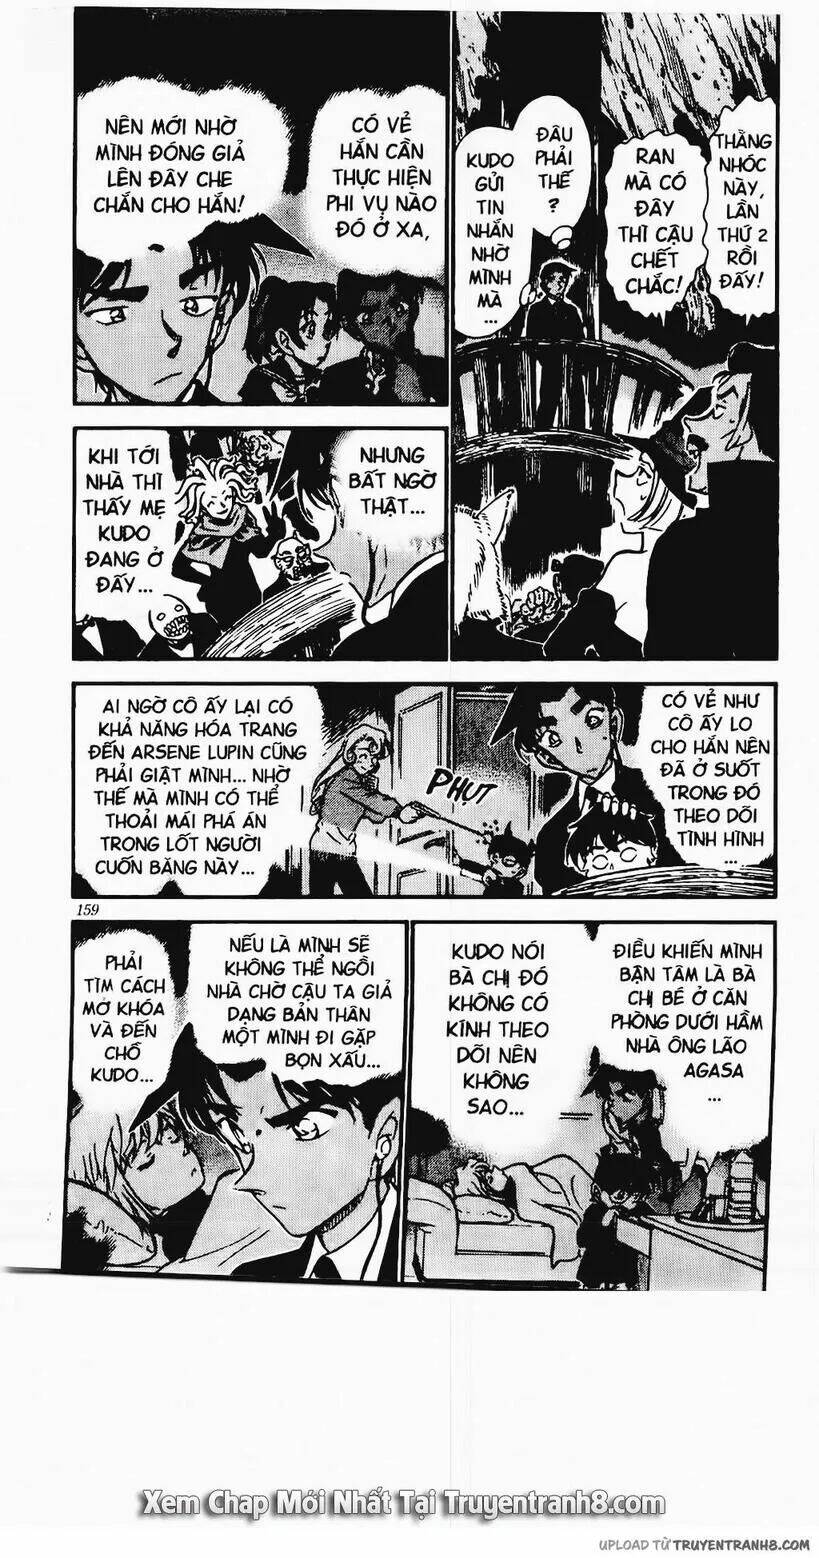 THẰNG
NHÓC
NÀY,
LẦN
THỨ 2
RỒI
ĐẤY!
RAN
MÀ CÓ
ĐÂY
THÌ CẬU
CHẾT
CHẮC!
ĐÂU
PHẢI
THẾ
?
KUDO
GỬI
TIN
NHẮN
NHỜ
MÌNH
MÀ
...
CÓ VẺ
HẮN CẦN
THỰC HIỆN
PHI VỤ NÀO
ĐÓ Ở XA,
NÊN MỚI NHỜ
MÌNH ĐÓNG GIẢ
LÊN ĐÂY CHE
CHẮN CHO HẮN!
NHƯNG
BẤT NGỜ
THẬT...
KHI TỚI
NHÀ THÌ
THẤY MẸ
KUDO
ĐANG Ở
ĐẤY...
CÓ VẺ NHƯ
CÔ ẤY LO
CHO HẮN NÊN
ĐÃ Ở SUỐT
TRONG ĐÓ
THEO DÕI
TÌNH HÌNH
...
PHỤT
AI NGỜ CÔ ẤY LẠI CÓ
KHẢ NĂNG HÓA TRANG
ĐẾN ARSENE LUPIN CŨNG
PHẢI GIẬT MÌNH... NHỜ
THẾ MÀ MÌNH CÓ THỂ
THOẢI MÁI PHÁ ÁN
TRONG LỐT NGƯỜI
CUỐN BĂNG NÀY...
159
ĐIỀU KHIẾN MÌNH
BẬN TÂM LÀ BÀ
CHỊ BÉ Ở CĂN
PHÒNG DƯỚI HẦM
NHÀ ÔNG LÃO
AGASA
...
KUDO NÓI
BÀ CHỊ ĐÓ
KHÔNG CÓ
KÍNH THEO
DÕI NÊN
KHÔNG
SAO...
NẾU LÀ MÌNH SẼ
KHÔNG THỂ NGỒI
NHÀ CHỜ CẬU TA GIẢ
DẠNG BẢN THÂN
MỘT MÌNH ĐI GẶP
BỌN XẤU...
PHẢI
TÌM CÁCH
MỞ KHÓA
VÀ ĐẾN
CHỖ
KUDO...
Xem Chap Mới Nhất Tại Truyentranh8.com
UPLOAD TỪ TRUYENTRANH8.COM